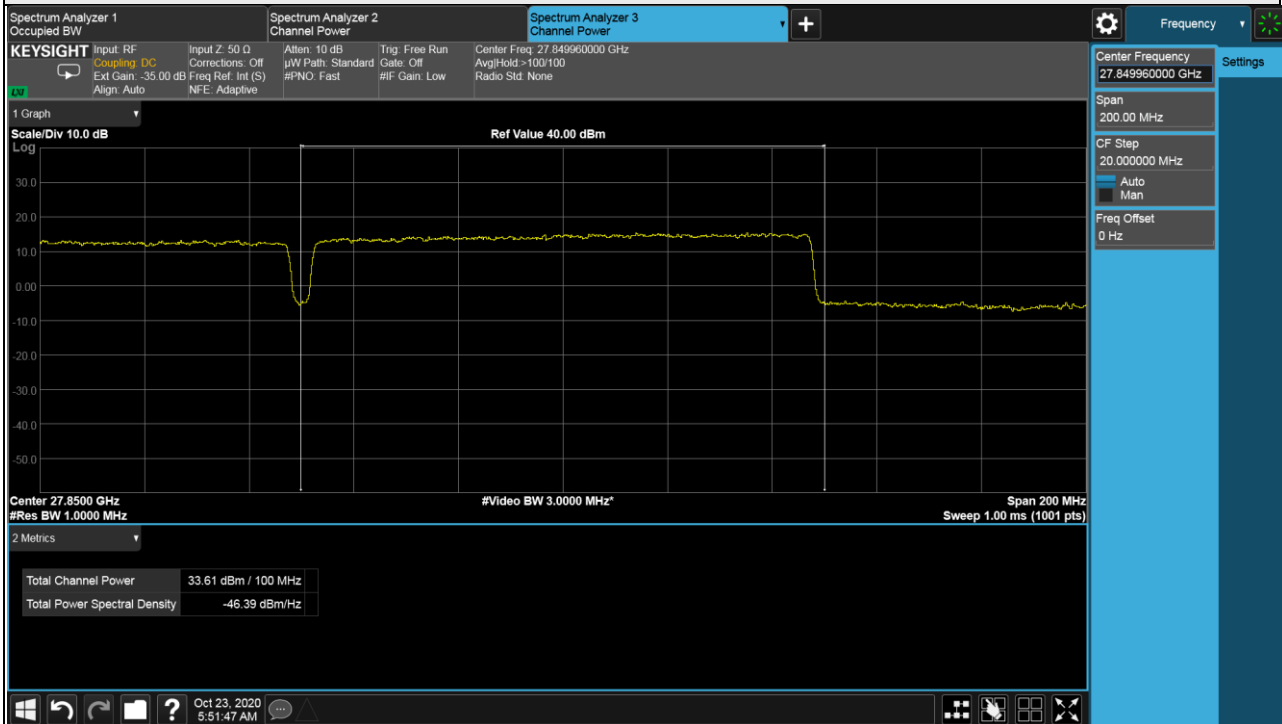 Spectrum Analyzer 1
Occupied BW
Spectrum Analyzer 2
Channel Power
Spectrum Analyzer 3
Channel Power
Frequency
KEYSIGHT
Input: RF
Coupling: DC
Ext Gain: -35.00 dB
Align: Auto
Input Z: 50 Ω
Corrections: Off
Freq Ref: Int (S)
NFE: Adaptive
Atten: 10 dB
µW Path: Standard
#PNO: Fast
Trig: Free Run
Gate: Off
#IF Gain: Low
Center Freq: 27.849960000 GHz
Avg|Hold:>100/100
Radio Std: None
LXI
1 Graph
Scale/Div 10.0 dB
Ref Value 40.00 dBm
Log
30.0
20.0
10.0
0.00
-10.0
-20.0
-30.0
-40.0
-50.0
Center 27.8500 GHz
#Res BW 1.0000 MHz
#Video BW 3.0000 MHz*
Span 200 MHz
Sweep 1.00 ms (1001 pts)
2 Metrics
Total Channel Power 33.61 dBm / 100 MHz
Total Power Spectral Density -46.39 dBm/Hz
Center Frequency
27.849960000 GHz
Settings
Span
200.00 MHz
CF Step
20.000000 MHz
Auto
Man
Freq Offset
0 Hz
?
Oct 23, 2020
5:51:47 AM